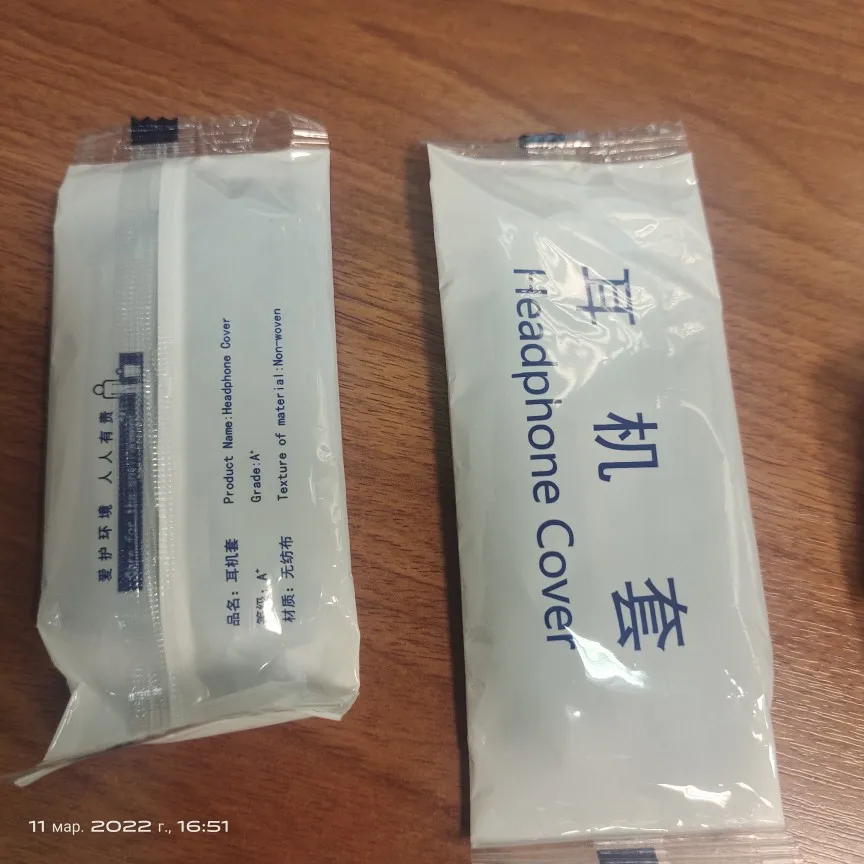 爱护环境 人人有责
品名：耳机套 Product Name:Headphone Cover
等级：A⁺ Grade:A⁺
材质：无纺布 Texture of material:Non-woven
耳机套
Headphone Cover
11 мар. 2022 г., 16:51